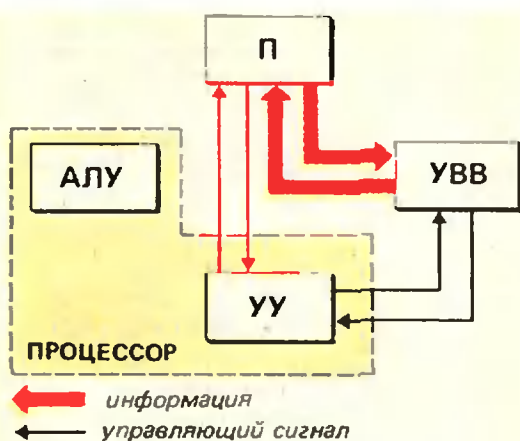 П
АЛУ
УВВ
УУ
ПРОЦЕССОР
информация
управляющий сигнал